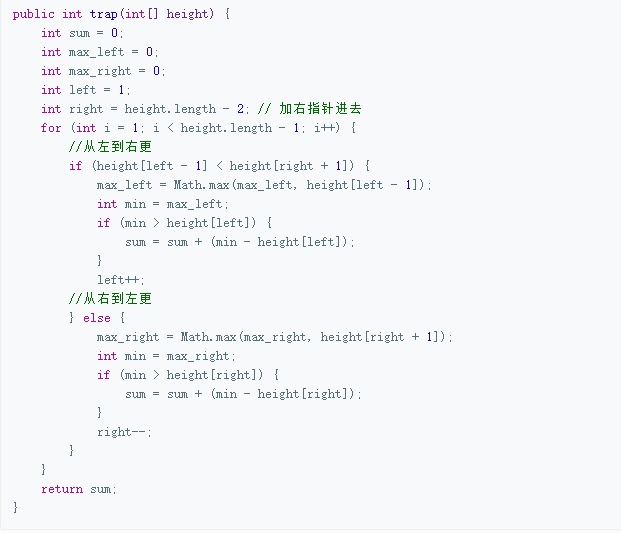 public int trap(int[] height) {
    int sum = 0;
    int max_left = 0;
    int max_right = 0;
    int left = 1;
    int right = height.length - 2; // 加右指针进去
    for (int i = 1; i < height.length - 1; i++) {
        //从左到右更
        if (height[left - 1] < height[right + 1]) {
            max_left = Math.max(max_left, height[left - 1]);
            int min = max_left;
            if (min > height[left]) {
                sum = sum + (min - height[left]);
            }
            left++;
        //从右到左更
        } else {
            max_right = Math.max(max_right, height[right + 1]);
            int min = max_right;
            if (min > height[right]) {
                sum = sum + (min - height[right]);
            }
            right--;
        }
    }
    return sum;
}